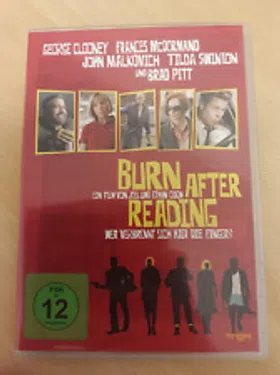 GEORGE CLOONEY FRANCES McDORMAND
JOHN MALKOVICH TILDA SWINTON
UND BRAD PITT
BURN AFTER
EIN FILM VON JOEL UND ETHAN COEN
READING
WER VERBRENNT SICH HIER DIE FINGER?
FSK
12